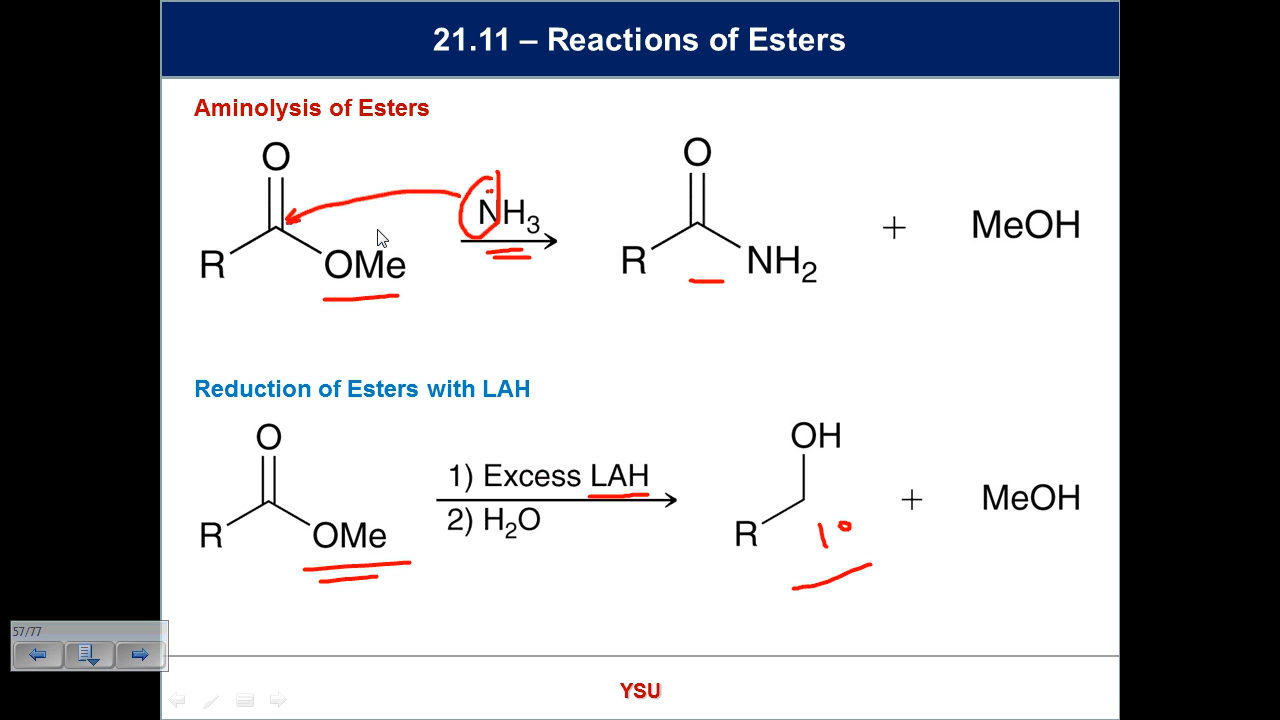 21.11 – Reactions of Esters
Aminolysis of Esters
O
R
OMe
NH3
O
R
NH2
+
MeOH
Reduction of Esters with LAH
O
R
OMe
1) Excess LAH
2) H2O
OH
R
1°
+
MeOH
57/77
YSU